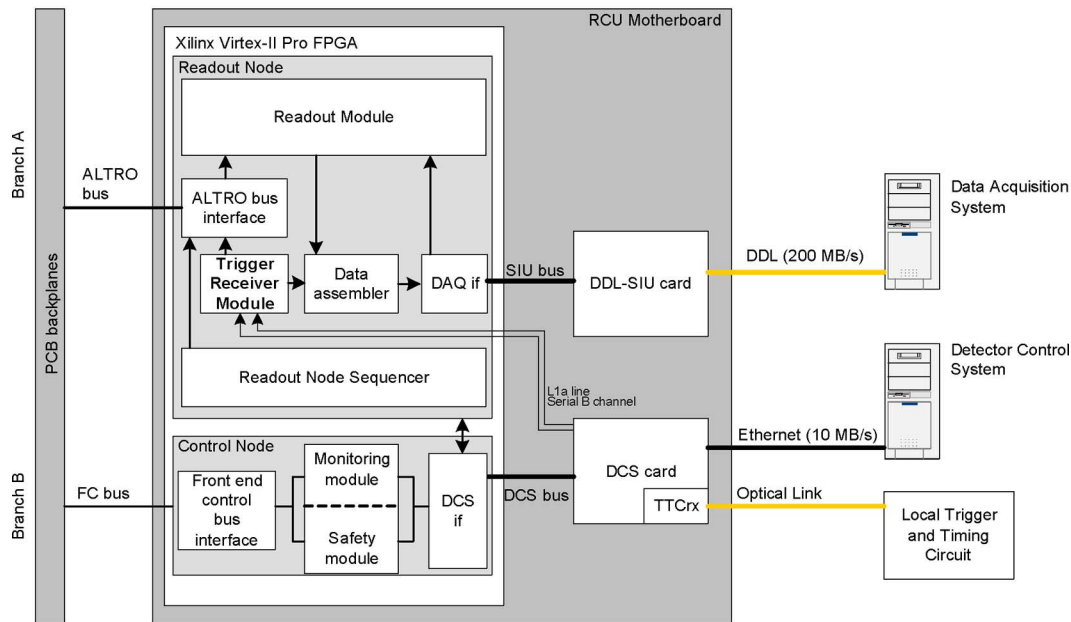 RCU Motherboard
Xilinx Virtex-II Pro FPGA
Readout Node
Readout Module
Branch A
ALTRO
bus
ALTRO bus
interface
Trigger
Receiver
Module
Data
assembler
DAQ if
SIU bus
DDL-SIU card
DDL (200 MB/s)
Data Acquisition
System
PCB backplanes
Readout Node Sequencer
L1a line
Serial B channel
Detector Control
System
Control Node
Monitoring
module
Front end
control
bus
interface
Safety
module
DCS
if
DCS bus
DCS card
TTCrx
Ethernet (10 MB/s)
Optical Link
Local Trigger
and Timing
Circuit
Branch B
FC bus